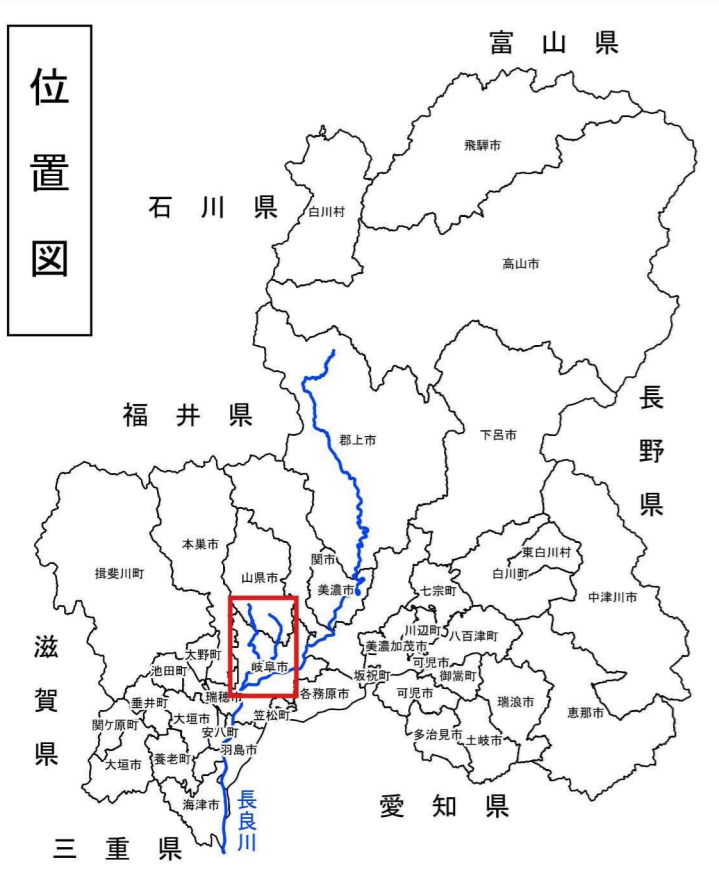 位置図
富山県
石川県
福井県
長野県
滋賀県
三重県
愛知県
飛騨市
白川村
高山市
郡上市
下呂市
本巣市
揖斐川町
山県市
関市
美濃市
東白川村
白川町
七宗町
中津川市
川辺町
八百津町
美濃加茂市
可児市
御嵩町
坂祝町
岐阜市
大野町
池田町
瑞穂市
各務原市
可児市
瑞浪市
恵那市
垂井町
関ケ原町
大垣市
安八町
笠松町
羽島市
多治見市
土岐市
大垣市
養老町
海津市
長良川